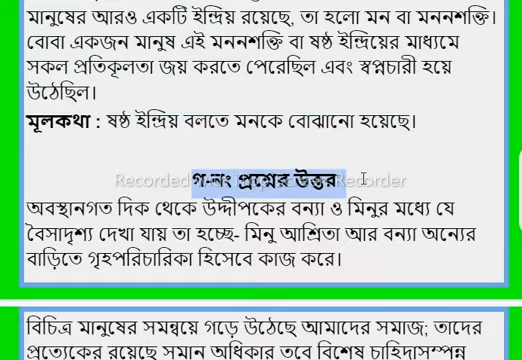 মানুষের আরও একটি ইন্দ্রিয় রয়েছে, তা হলো মন বা মননশক্তি।
বোবা একজন মানুষ এই মননশক্তি বা ষষ্ঠ ইন্দ্রিয়ের মাধ্যমে
সকল প্রতিকূলতা জয় করতে পেরেছিল এবং স্বপ্নচারী হয়ে
উঠেছিল।
মূলকথা : ষষ্ঠ ইন্দ্রিয় বলতে মনকে বোঝানো হয়েছে।
গ-নং প্রশ্নের উত্তর
অবস্থানগত দিক থেকে উদ্দীপকের বন্যা ও মিনুর মধ্যে যে
বৈসাদৃশ্য দেখা যায় তা হচ্ছে- মিনু আশ্রিতা আর বন্যা অন্যের
বাড়িতে গৃহপরিচারিকা হিসেবে কাজ করে।
বিচিত্র মানুষের সমন্বয়ে গড়ে উঠেছে আমাদের সমাজ; তাদের
প্রত্যেকের রয়েছে সমান অধিকার তবে বিশেষ চাহিদাসম্পন্ন